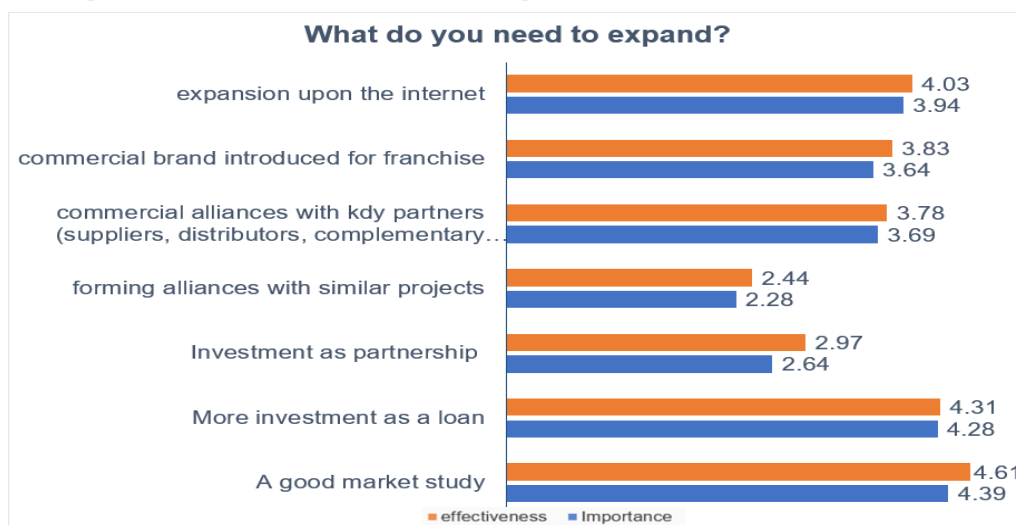 What do you need to expand?
expansion upon the internet
4.03
3.94
commercial brand introduced for franchise
3.83
3.64
commercial alliances with kdy partners
(suppliers, distributors, complementary...
3.78
3.69
forming alliances with similar projects
2.44
2.28
Investment as partnership
2.97
2.64
More investment as a loan
4.31
4.28
A good market study
4.61
4.39
effectiveness Importance